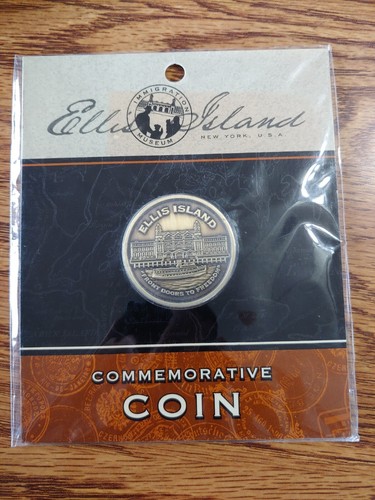 IMMIGRATION
MUSEUM
Ellis Island
NEW YORK, U.S.A.
ELLIS ISLAND
"FRONT DOORS TO FREEDOM"
COMMEMORATIVE
COIN